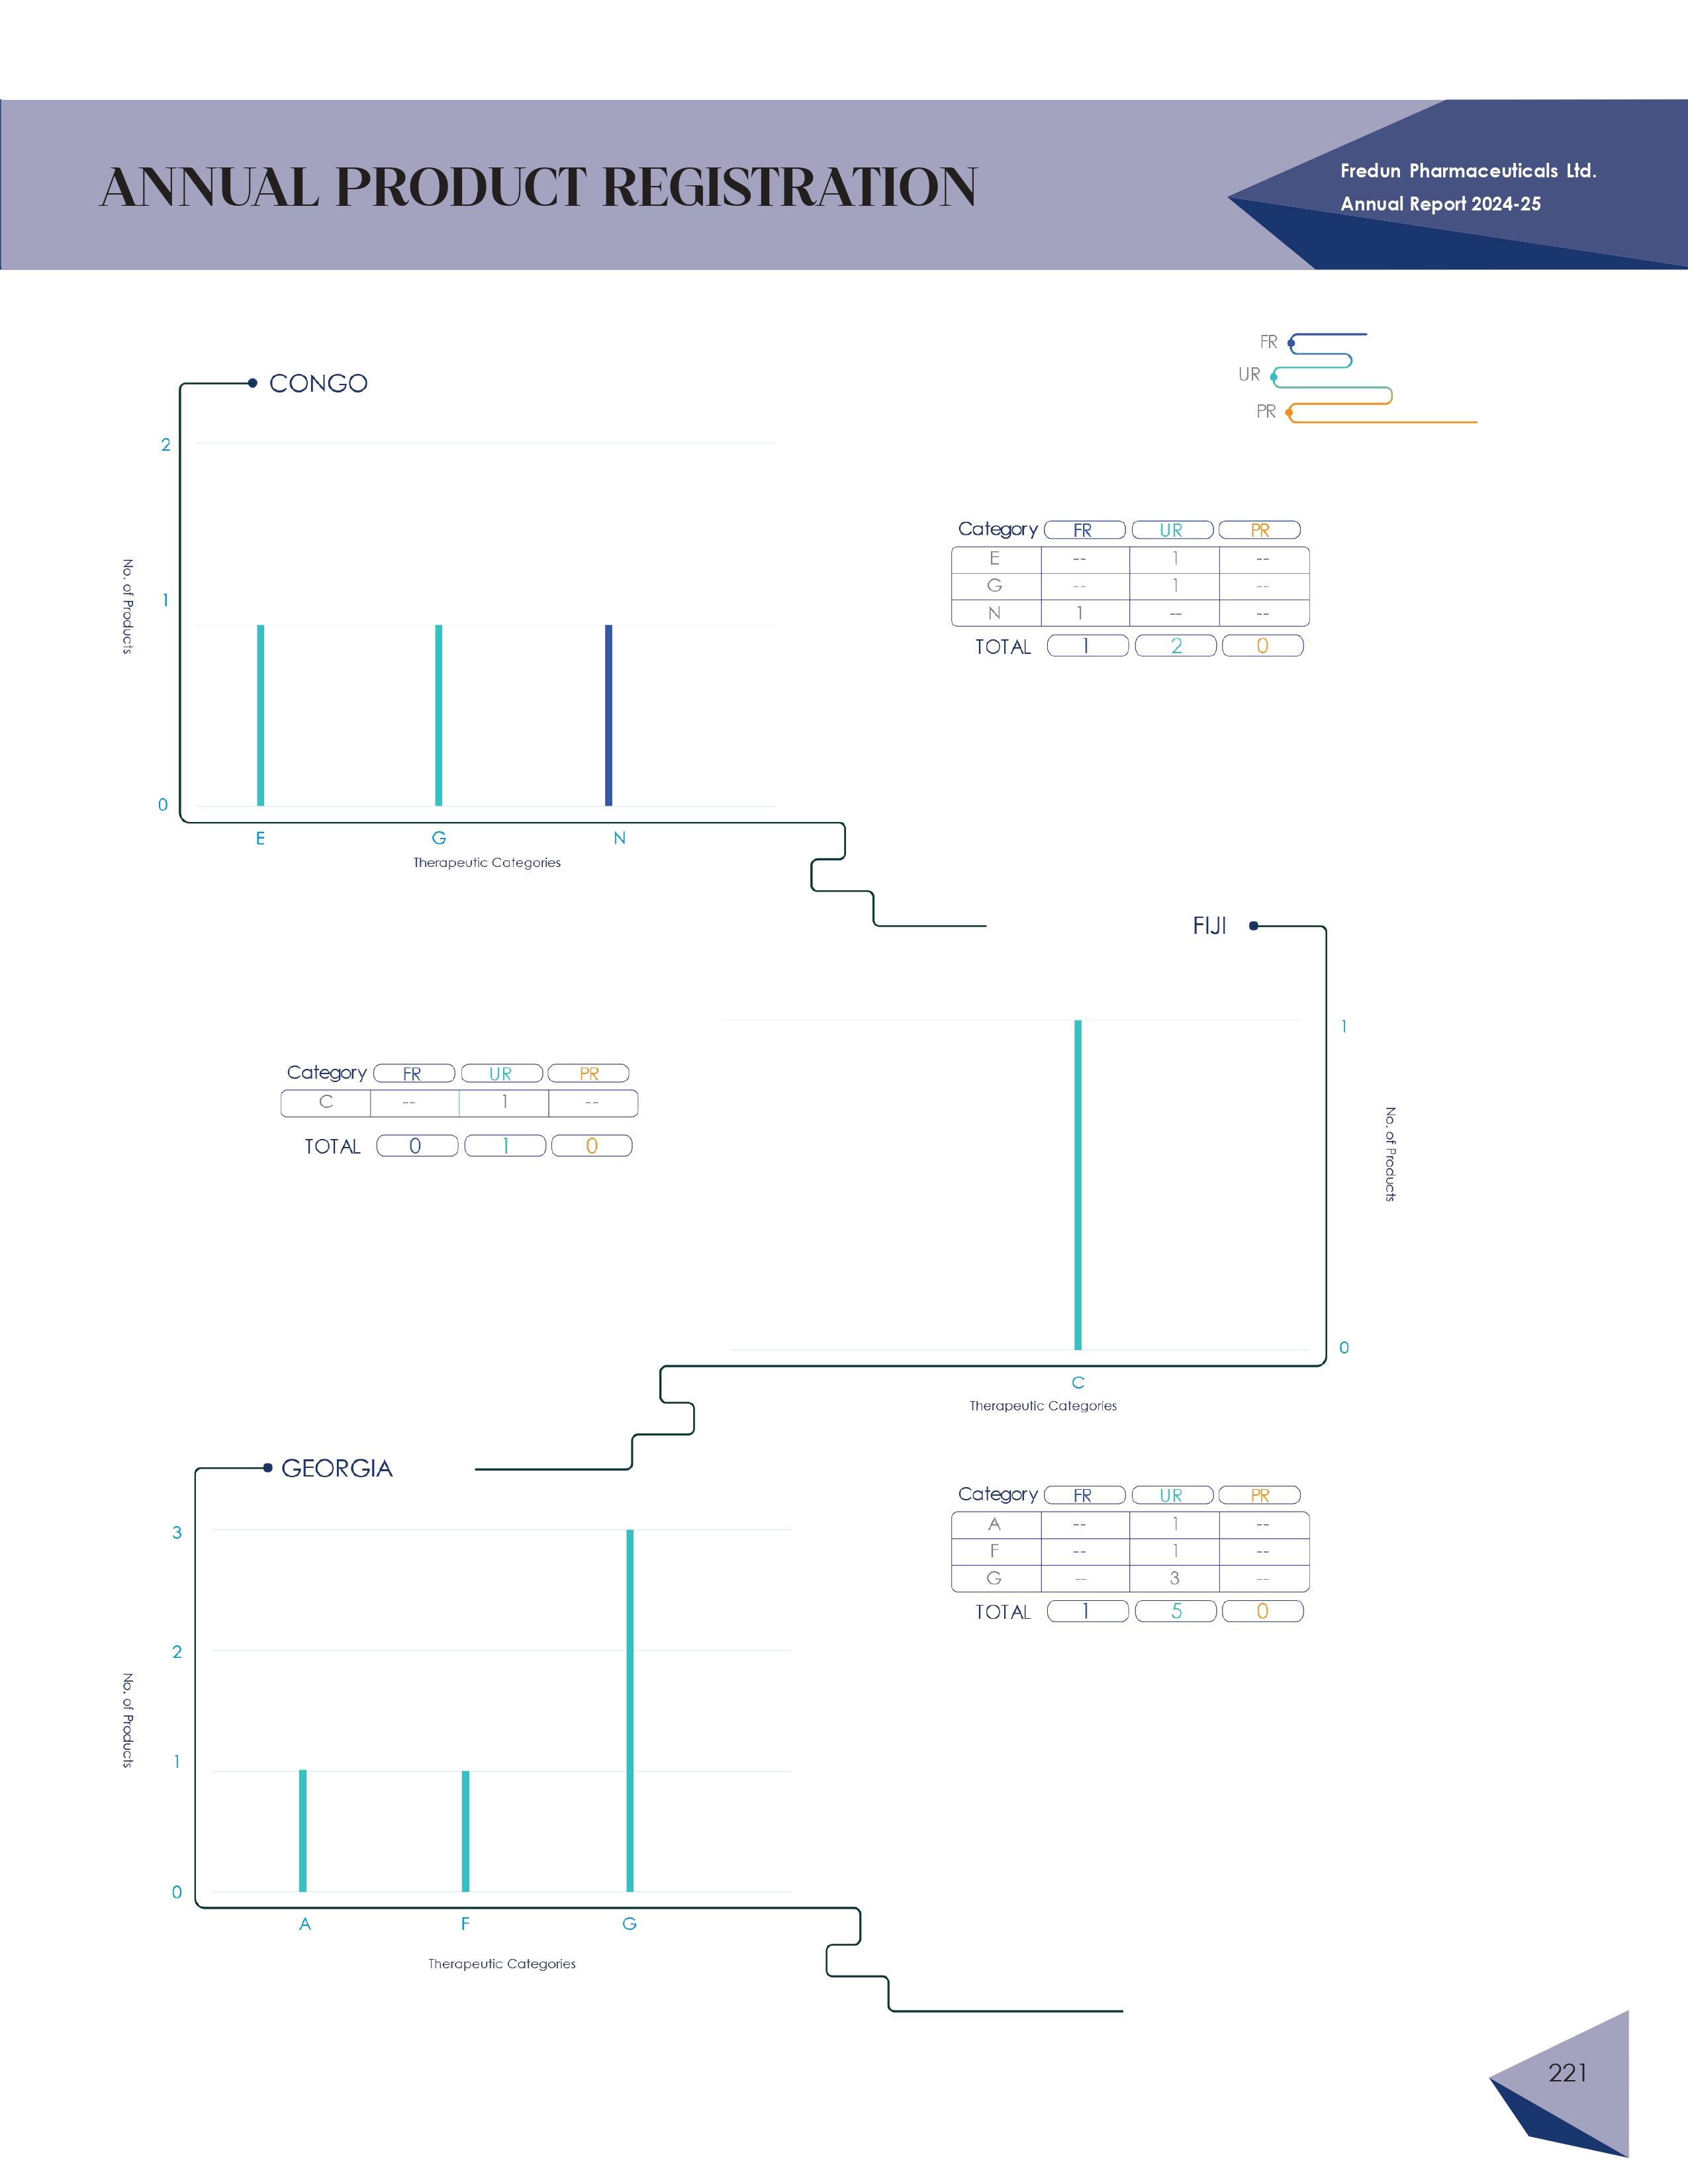 ANNUAL PRODUCT REGISTRATION
Fredun Pharmaceuticals Ltd.
Annual Report 2024-25
FR
UR
PR
CONGO
2
1
0
No. of Products
E G N
Therapeutic Categories
Category FR UR PR
E -- 1 --
G -- 1 --
N 1 -- --
TOTAL 1 2 0
FIJI
1
0
No. of Products
C
Therapeutic Categories
Category FR UR PR
C -- 1 --
TOTAL 0 1 0
GEORGIA
3
2
1
0
No. of Products
A F G
Therapeutic Categories
Category FR UR PR
A -- 1 --
F -- 1 --
G -- 3 --
TOTAL 1 5 0
221